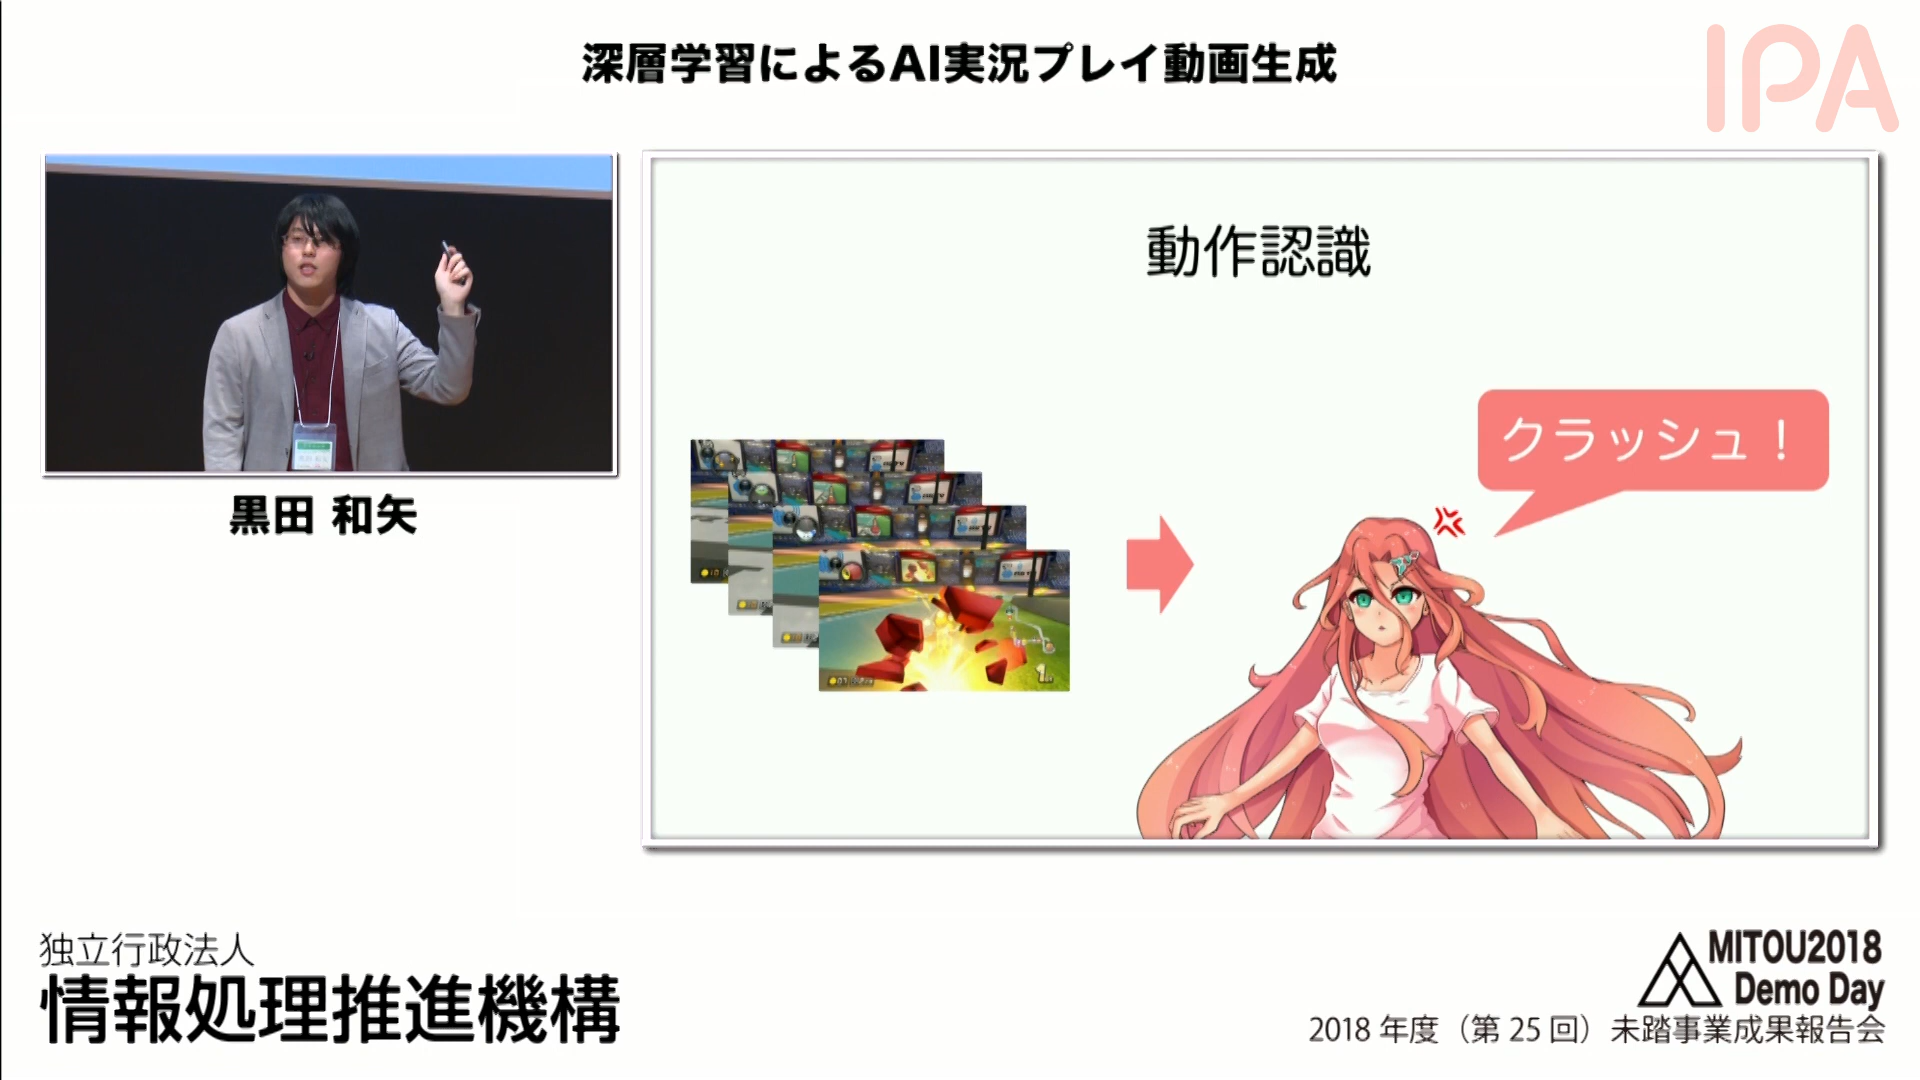 深層学習によるAI実況プレイ動画生成
IPA
動作認識
クラッシュ！
黒田 和矢
独立行政法人
情報処理推進機構
MITOU2018
Demo Day
2018 年度（第 25 回）未踏事業成果報告会